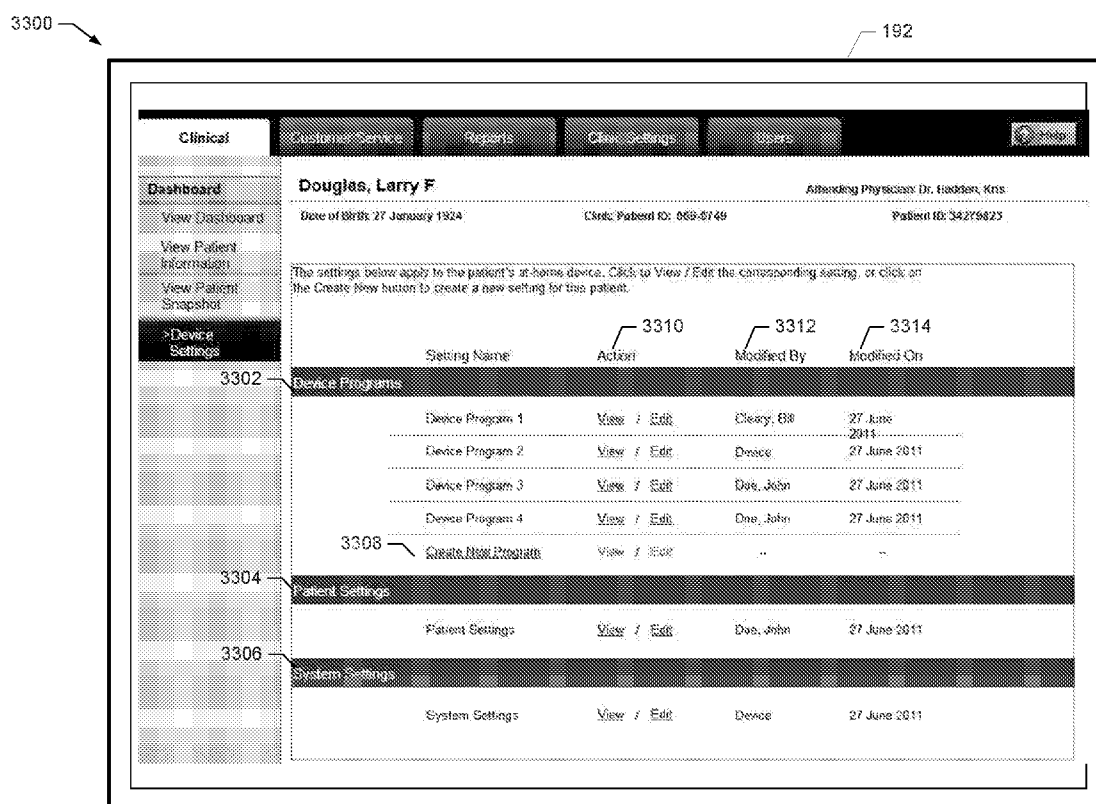 3300
192
Clinical Customer Service Reports Clinic Settings Users Help
Dashboard
View Dashboard
View Patient
Information
View Patient
Snapshot
>Device
Settings
Douglas, Larry F
Attending Physician: Dr. Hadden, Kris
Date of Birth: 27 January 1924 Clinic Patient ID: 669-6749 Patient ID:
The settings below apply to the patient's at-home device. Click to View / Edit the corresponding setting, or click on
the Create New button to create a new setting for this patient.
3310 3312 3314
Setting Name Action Modified By Modified On
3302 Device Programs
Device Program 1 View / Edit Cleary, Bill 27 June
2011
Device Program 2 View / Edit Device 27 June 2011
Device Program 3 View / Edit Doe, John 27 June 2011
Device Program 4 View / Edit Doe, John 27 June 2011
3308 Create New Program View / Edit -- --
3304 Patient Settings
Patient Settings View / Edit Doe, John 27 June 2011
3306 System Settings
System Settings View / Edit Device 27 June 2011